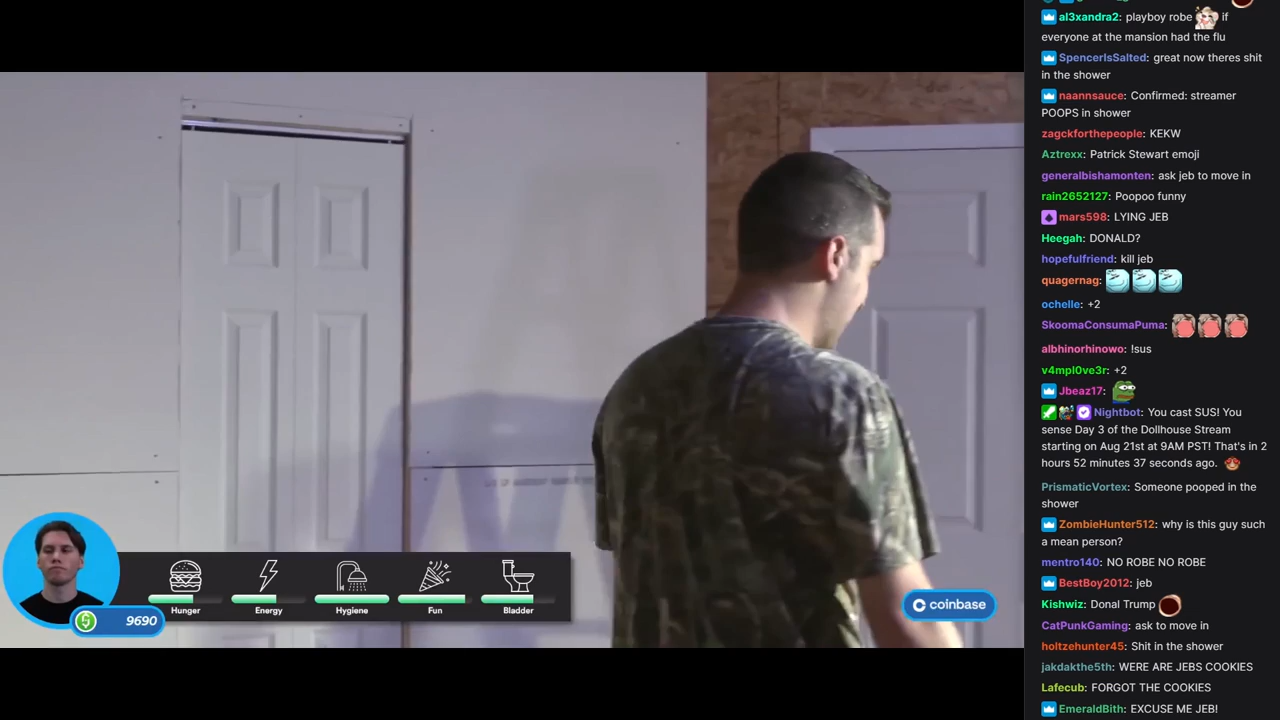 al3xandra2: playboy robe if
everyone at the mansion had the flu
SpencerIsSalted: great now theres shit
in the shower
naannsauce: Confirmed: streamer
POOPS in shower
zagckforthepeople: KEKW
Aztrexx: Patrick Stewart emoji
generalbishamonten: ask jeb to move in
rain2652127: Poopoo funny
mars598: LYING JEB
Heegah: DONALD?
hopefulfriend: kill jeb
quagernag:
ochelle: +2
SkoomaConsumaPuma:
albhinorhinowo: !sus
v4mpl0ve3r: +2
Jbeaz17:
Nightbot: You cast SUS! You
sense Day 3 of the Dollhouse Stream
starting on Aug 21st at 9AM PST! That's in 2
hours 52 minutes 37 seconds ago.
PrismaticVortex: Someone pooped in the
shower
ZombieHunter512: why is this guy such
a mean person?
mentro140: NO ROBE NO ROBE
BestBoy2012: jeb
Kishwiz: Donal Trump
CatPunkGaming: ask to move in
holtzehunter45: Shit in the shower
jakdakthe5th: WERE ARE JEBS COOKIES
Lafecub: FORGOT THE COOKIES
EmeraldBith: EXCUSE ME JEB!
Hunger
Energy
Hygiene
Fun
Bladder
9690
coinbase